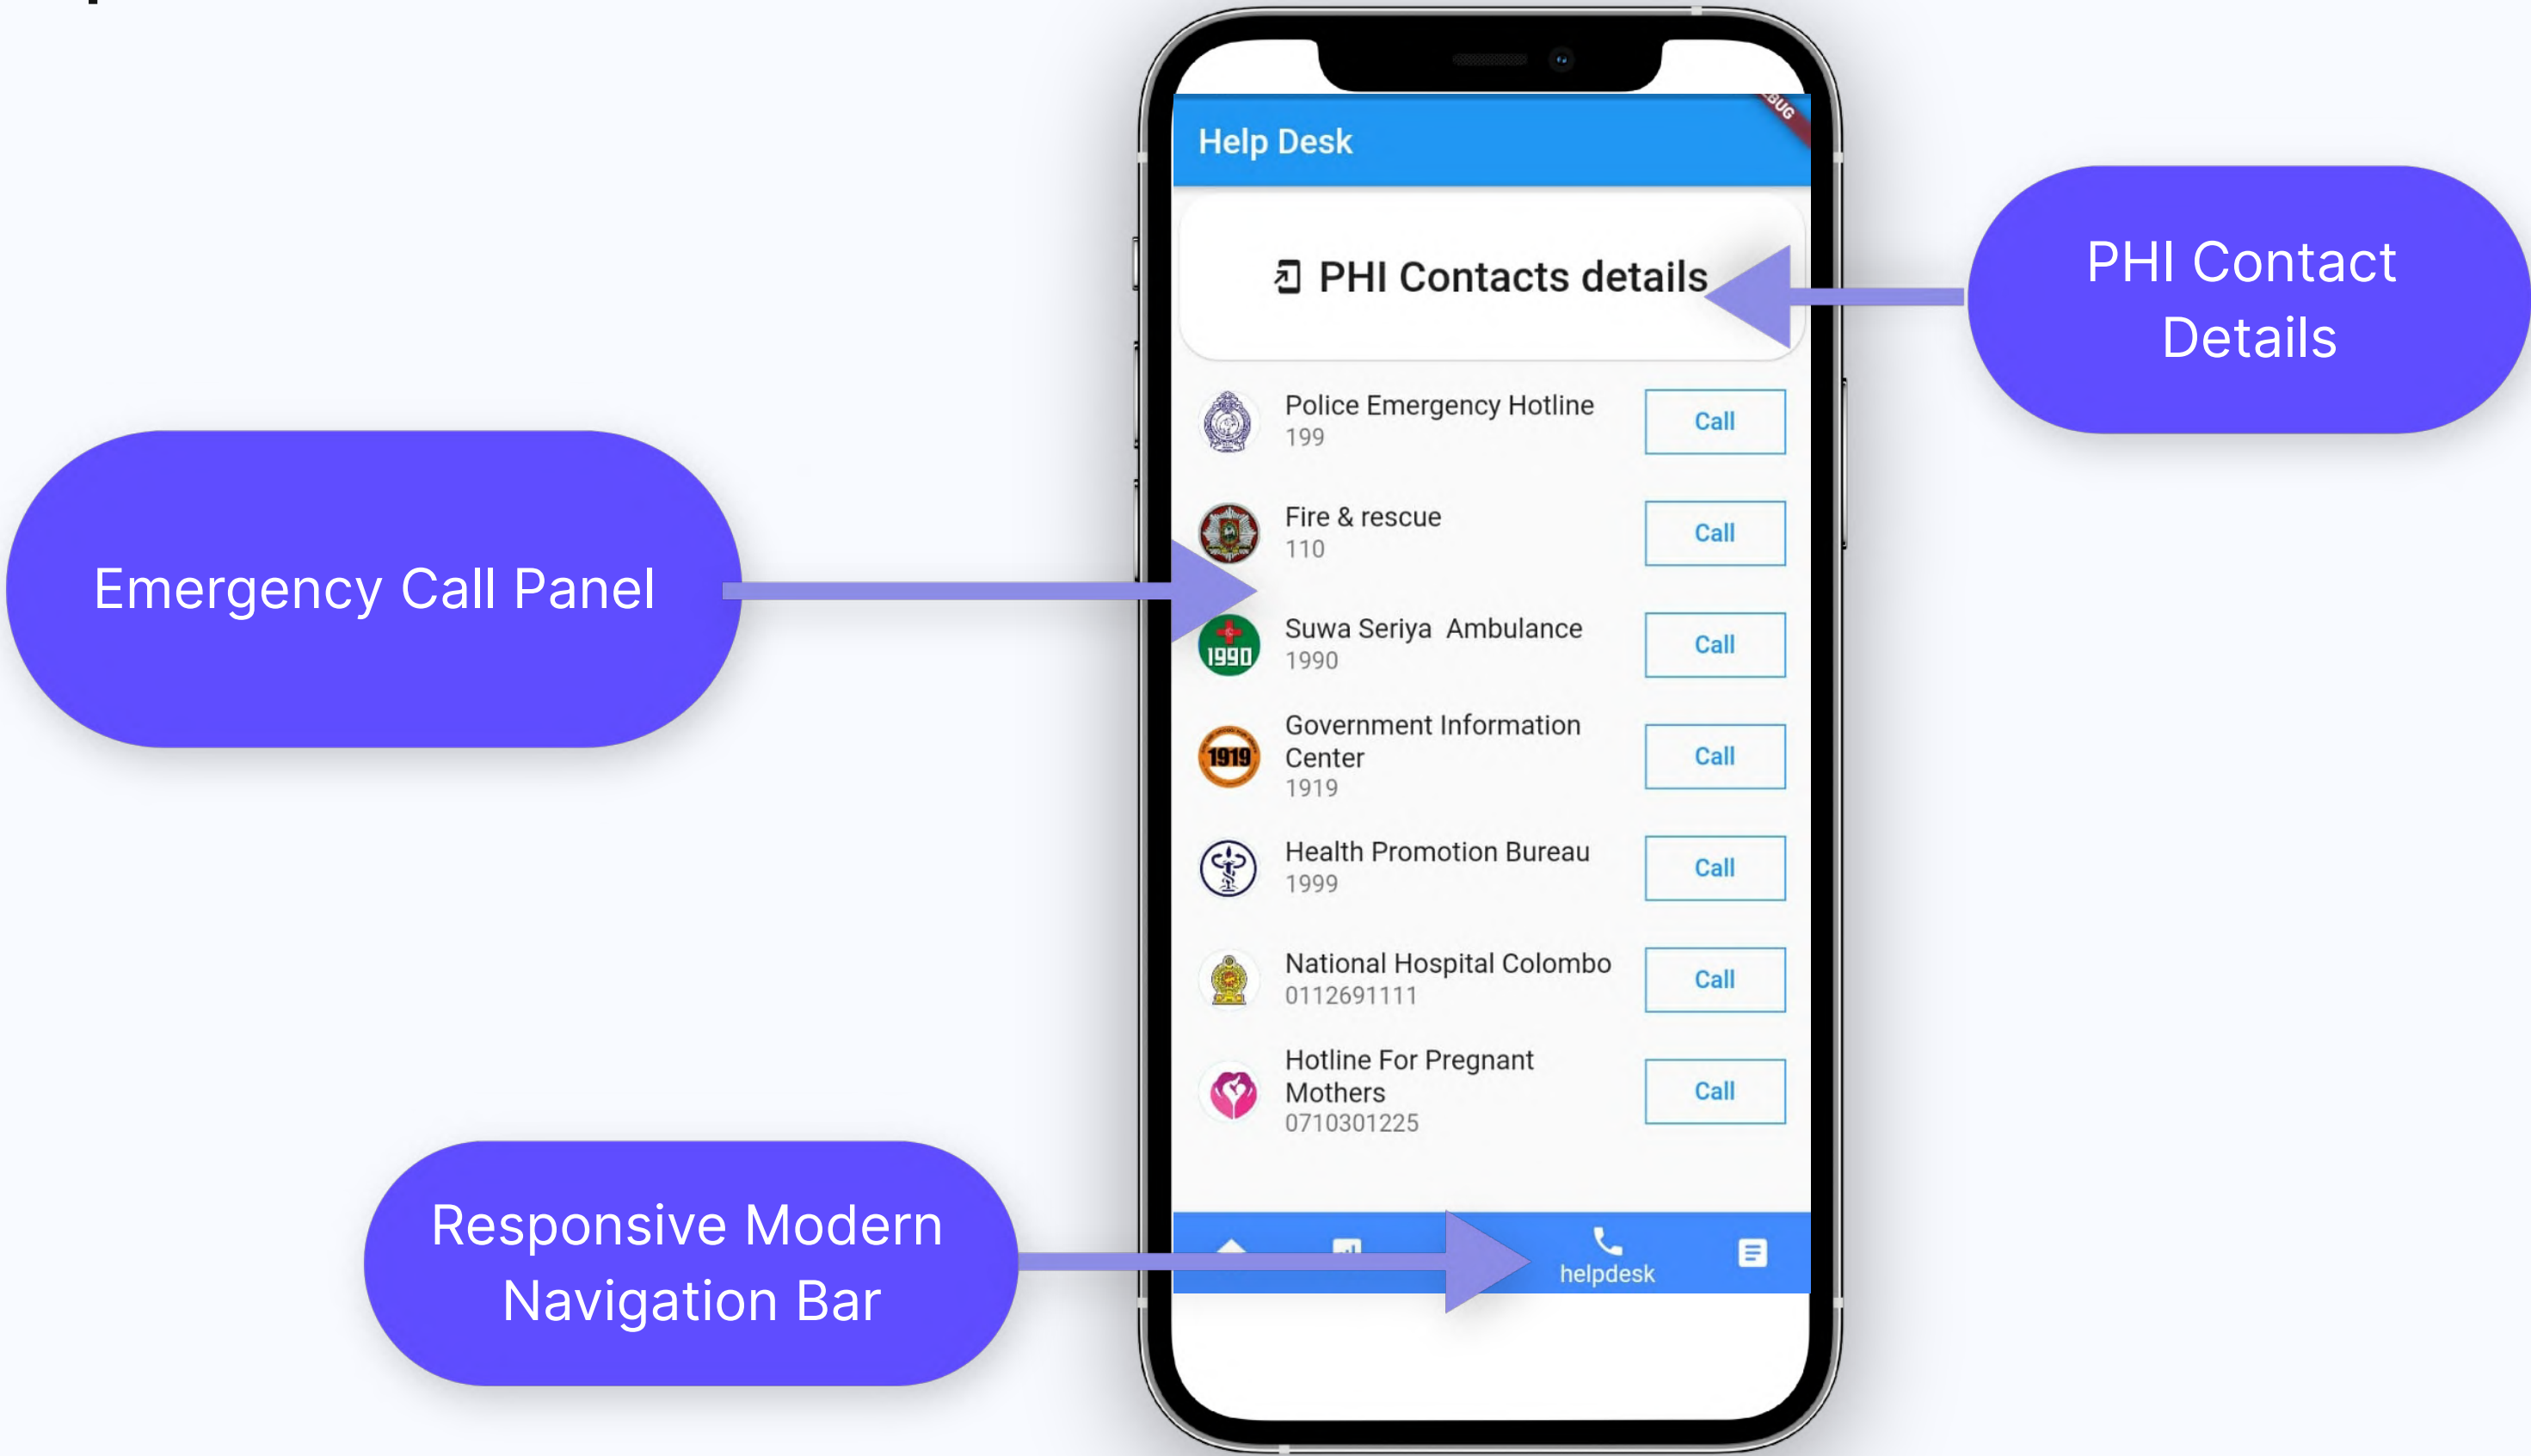 Help Desk
PHI Contacts details
Police Emergency Hotline
199
Call
Fire & rescue
110
Call
1990
Suwa Seriya Ambulance
1990
Call
1919
Government Information
Center
1919
Call
Health Promotion Bureau
1999
Call
National Hospital Colombo
0112691111
Call
Hotline For Pregnant
Mothers
0710301225
Call
helpdesk
PHI Contact
Details
Emergency Call Panel
Responsive Modern
Navigation Bar